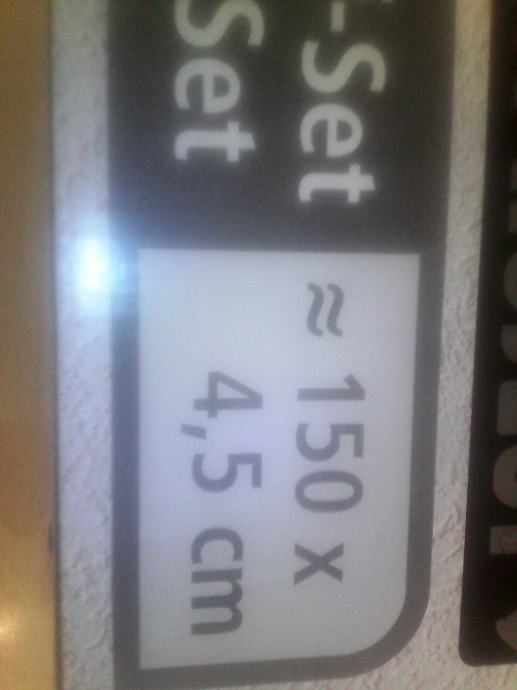 -Set
Set
≈ 150 x
4,5 cm